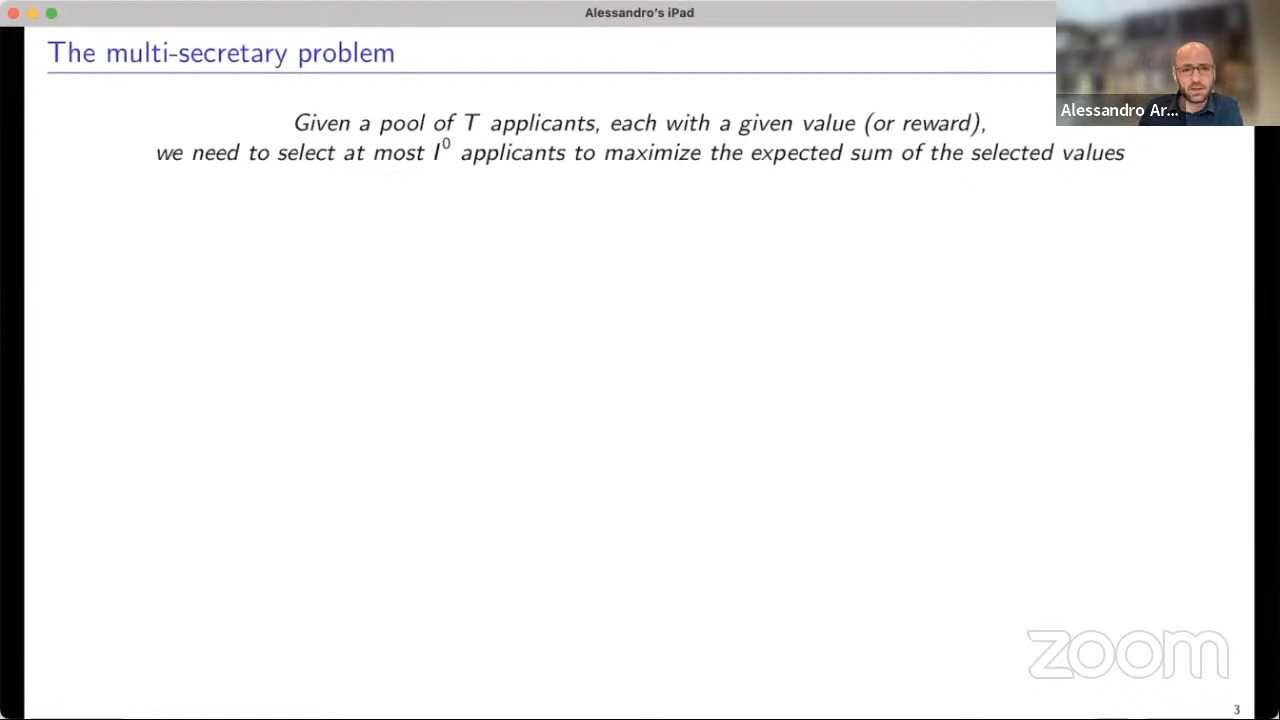 Alessandro's iPad
The multi-secretary problem
Alessandro Ar...
Given a pool of T applicants, each with a given value (or reward),
we need to select at most I⁰ applicants to maximize the expected sum of the selected values
zoom
3